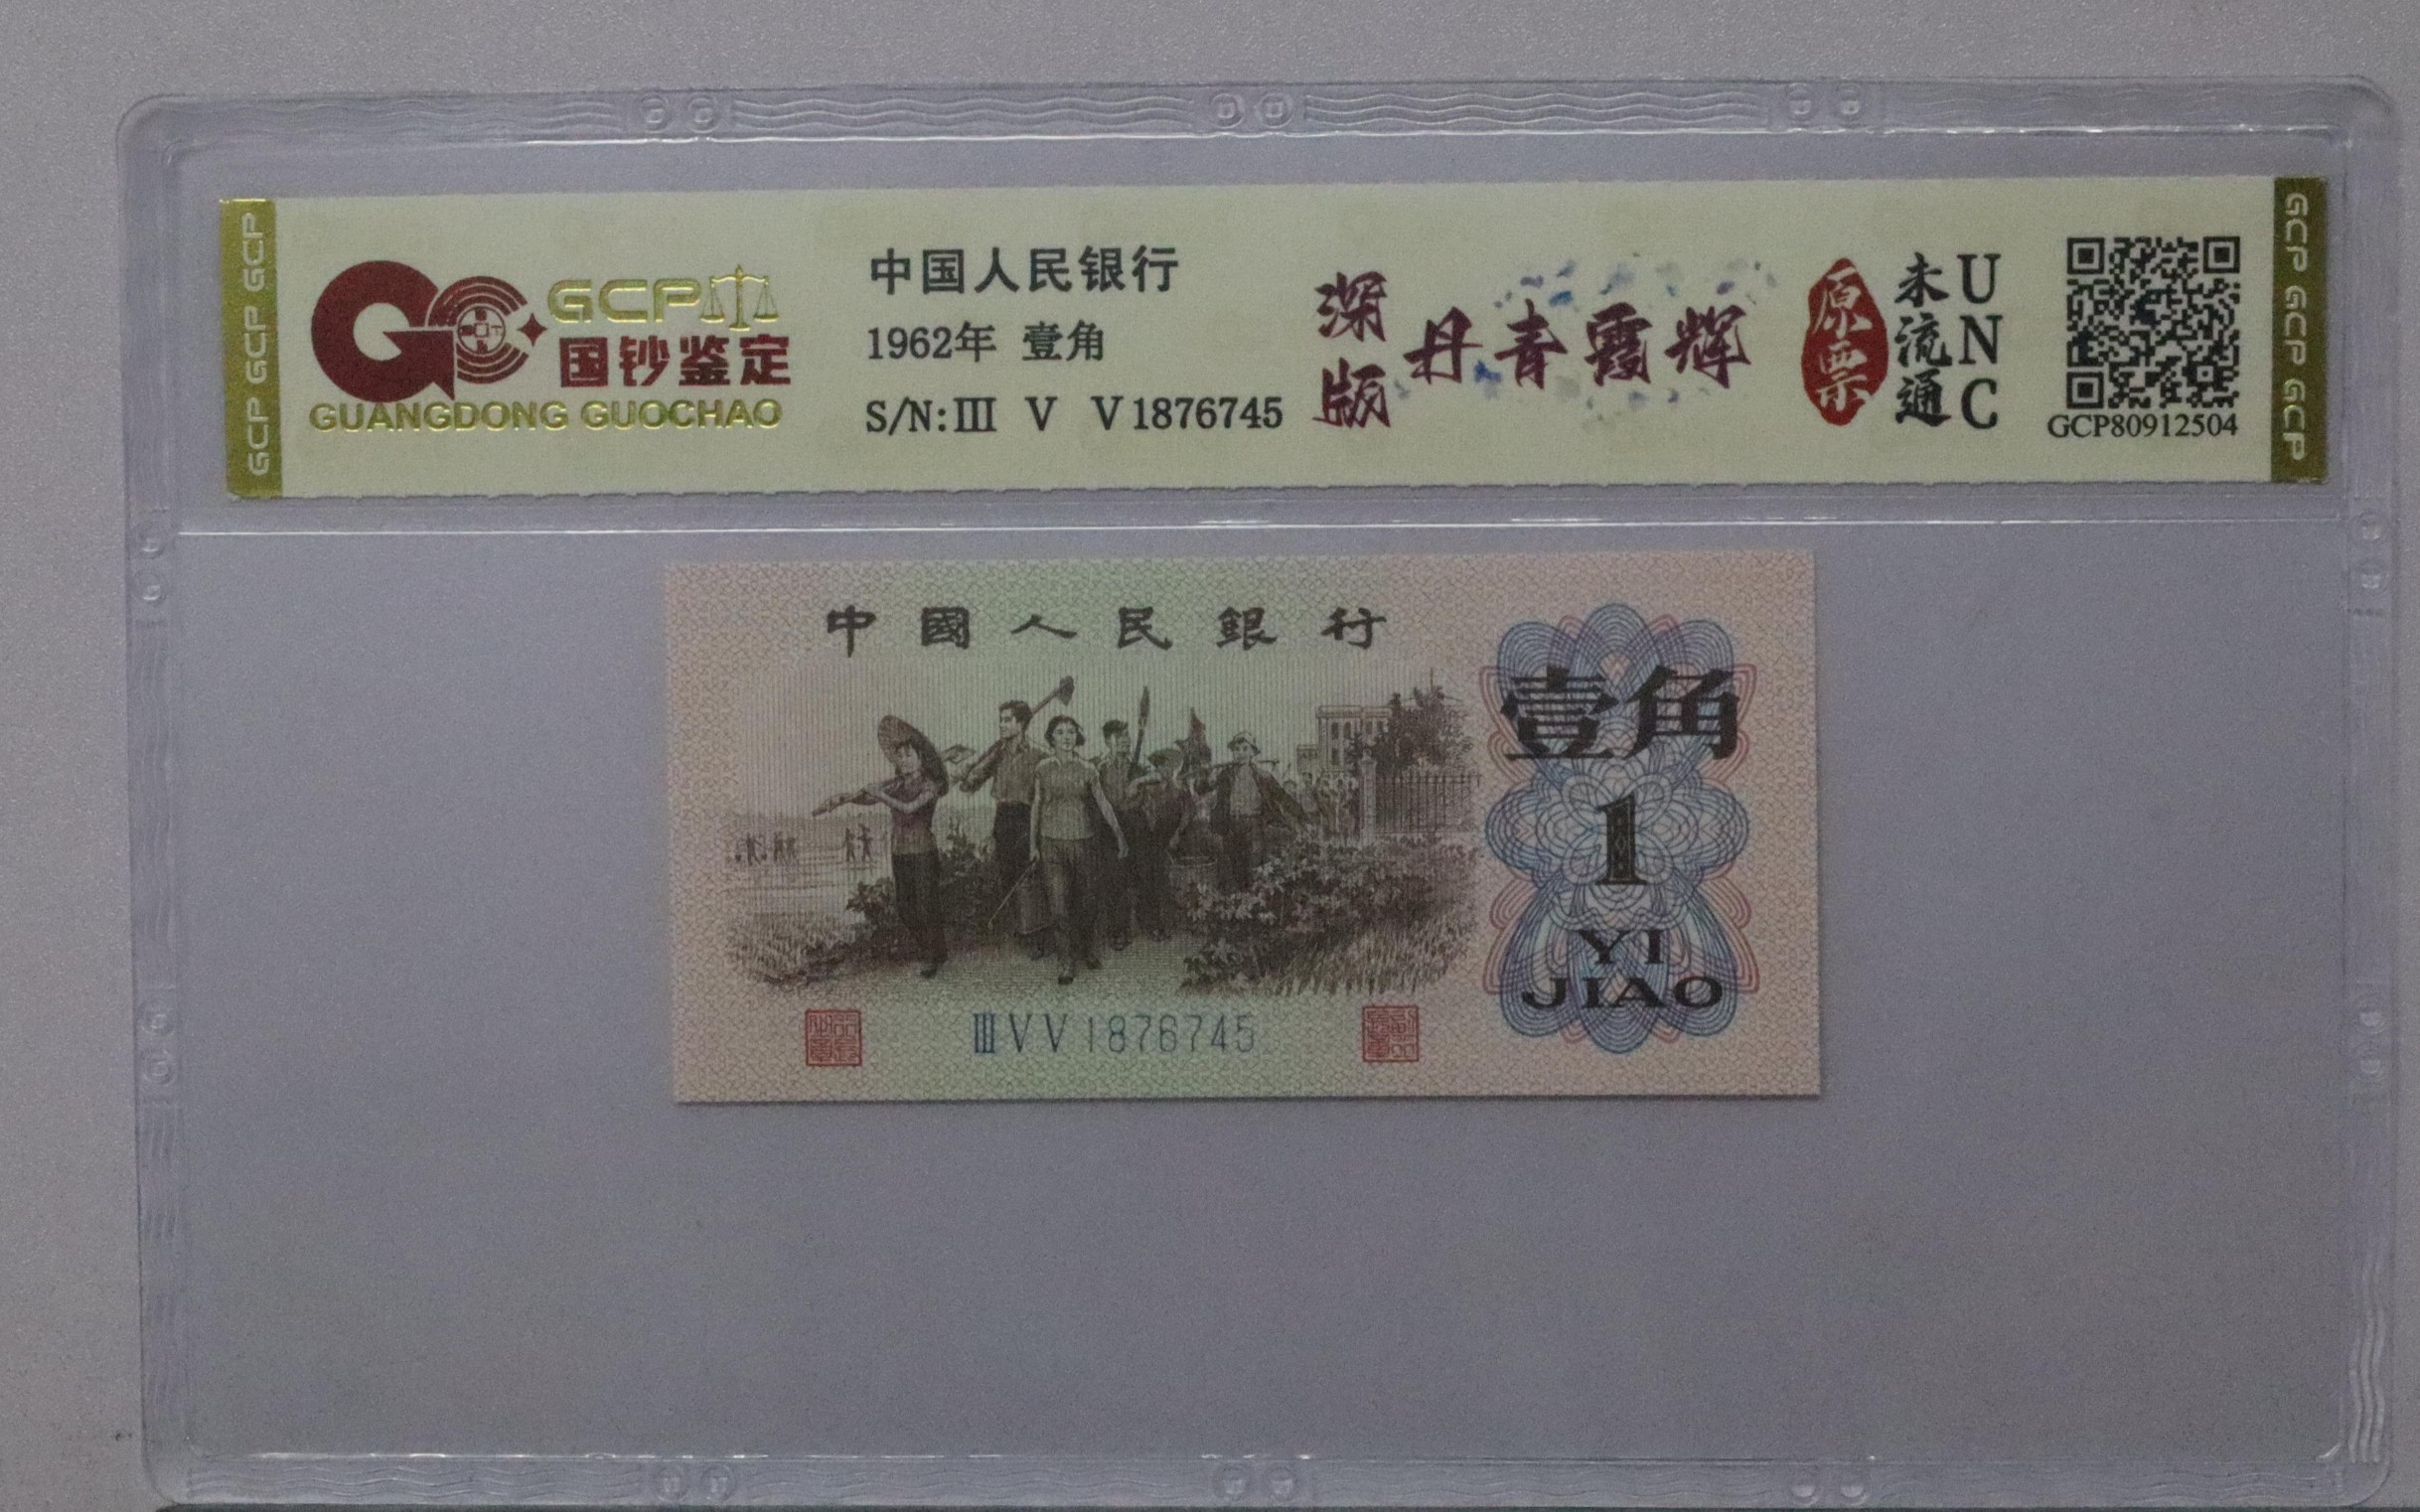 GCP GCP GCP
GCP
国钞鉴定
GUANGDONG GUOCHAO
中国人民银行
1962年 壹角
S/N:Ⅲ Ⅴ Ⅴ1876745
深版
丹青霞辉
原票
未流通
UNC
GCP80912504
GCP GCP GCP
中國人民銀行
壹角
1
YI
JIAO
ⅢⅤⅤ1876745